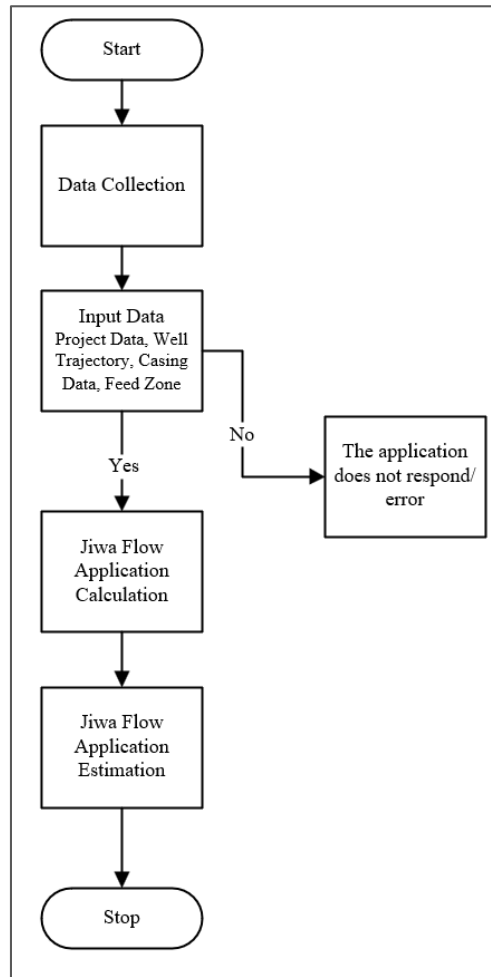 Start
Data Collection
Input Data
Project Data, Well
Trajectory, Casing
Data, Feed Zone
No
The application
does not respond/
error
Yes
Jiwa Flow
Application
Calculation
Jiwa Flow
Application
Estimation
Stop